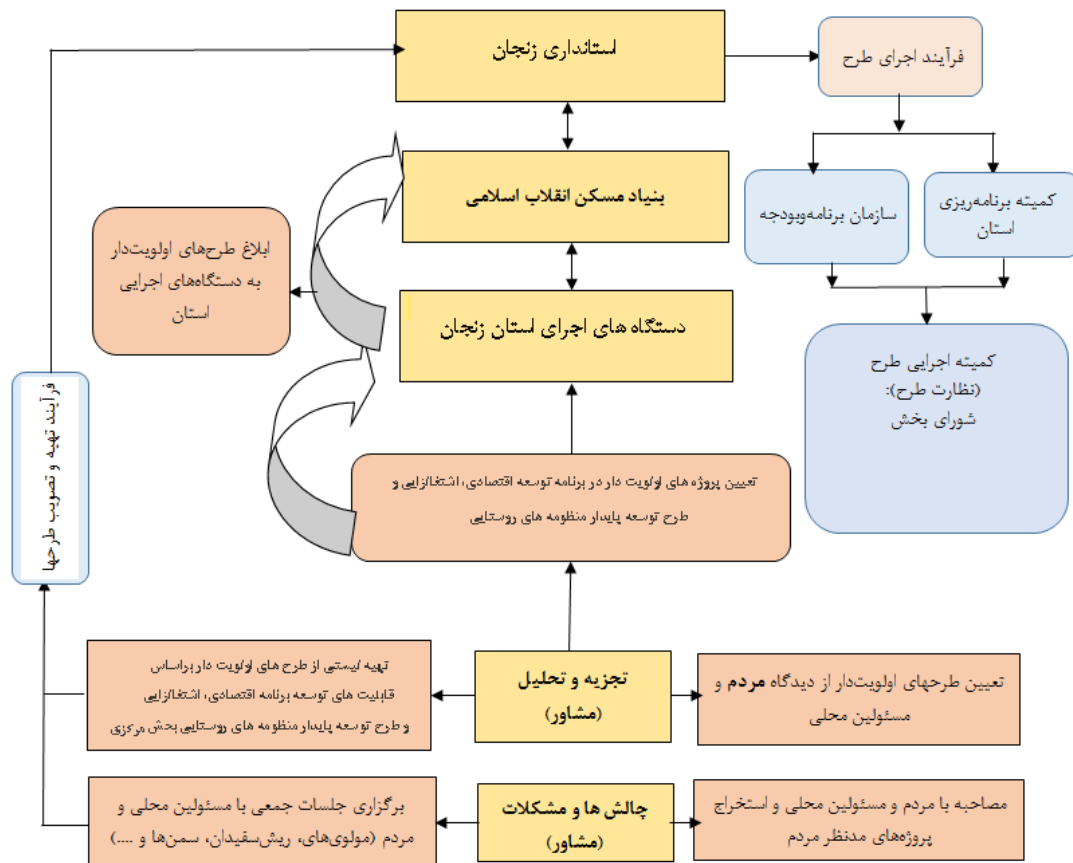 استانداری زنجان
فرآیند اجرای طرح
بنیاد مسکن انقلاب اسلامی
سازمان برنامه‌وبودجه
کمیته برنامه‌ریزی
استان
ابلاغ طرح‌های اولویت‌دار
به دستگاه‌های اجرایی
استان
دستگاه های اجرای استان زنجان
کمیته اجرایی طرح
(نظارت طرح):
شورای بخش
فرآیند تهیه و تصویب طرحها
تعیین پروژه های اولویت دار در برنامه توسعه اقتصادی، اشتغالزایی و
طرح توسعه پایدار منظومه های روستایی
تهیه لیستی از طرح های اولویت دار براساس
قابلیت های توسعه برنامه اقتصادی، اشتغالزایی
و طرح توسعه پایدار منظومه های روستایی بخش مرکزی
تجزیه و تحلیل
(مشاور)
تعیین طرحهای اولویت‌دار از دیدگاه مردم و
مسئولین محلی
برگزاری جلسات جمعی با مسئولین محلی و
مردم (مولوی‌های، ریش‌سفیدان، سمن‌ها و ....)
چالش ها و مشکلات
(مشاور)
مصاحبه با مردم و مسئولین محلی و استخراج
پروژه‌های مدنظر مردم